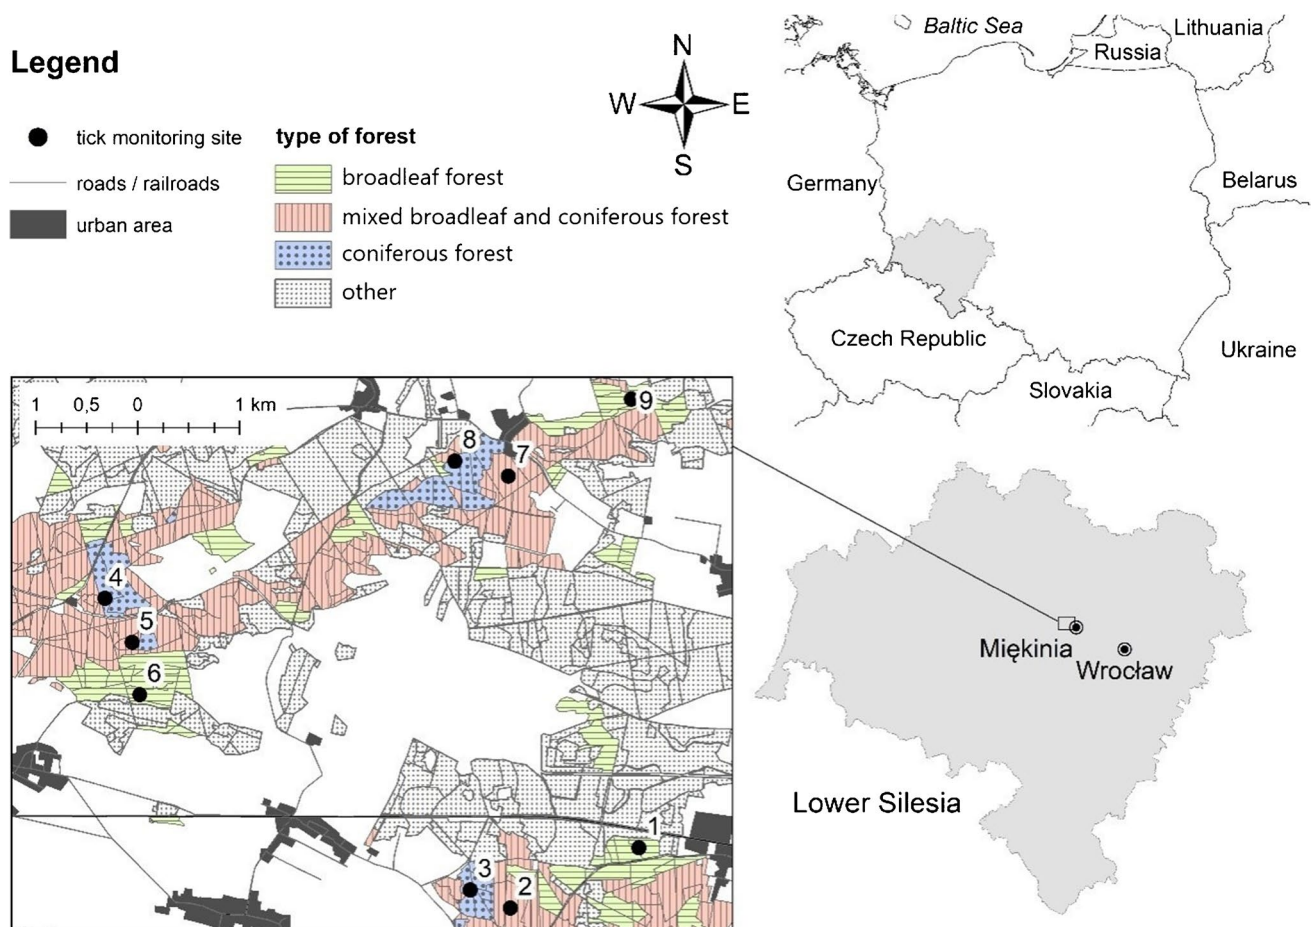 Legend
tick monitoring site
roads / railroads
urban area
type of forest
broadleaf forest
mixed broadleaf and coniferous forest
coniferous forest
other
N
W E
S
Baltic Sea
Lithuania
Russia
Germany
Belarus
Czech Republic
Ukraine
Slovakia
1 0,5 0 1 km
9
8
7
4
5
6
1
3
2
Miękinia
Wrocław
Lower Silesia